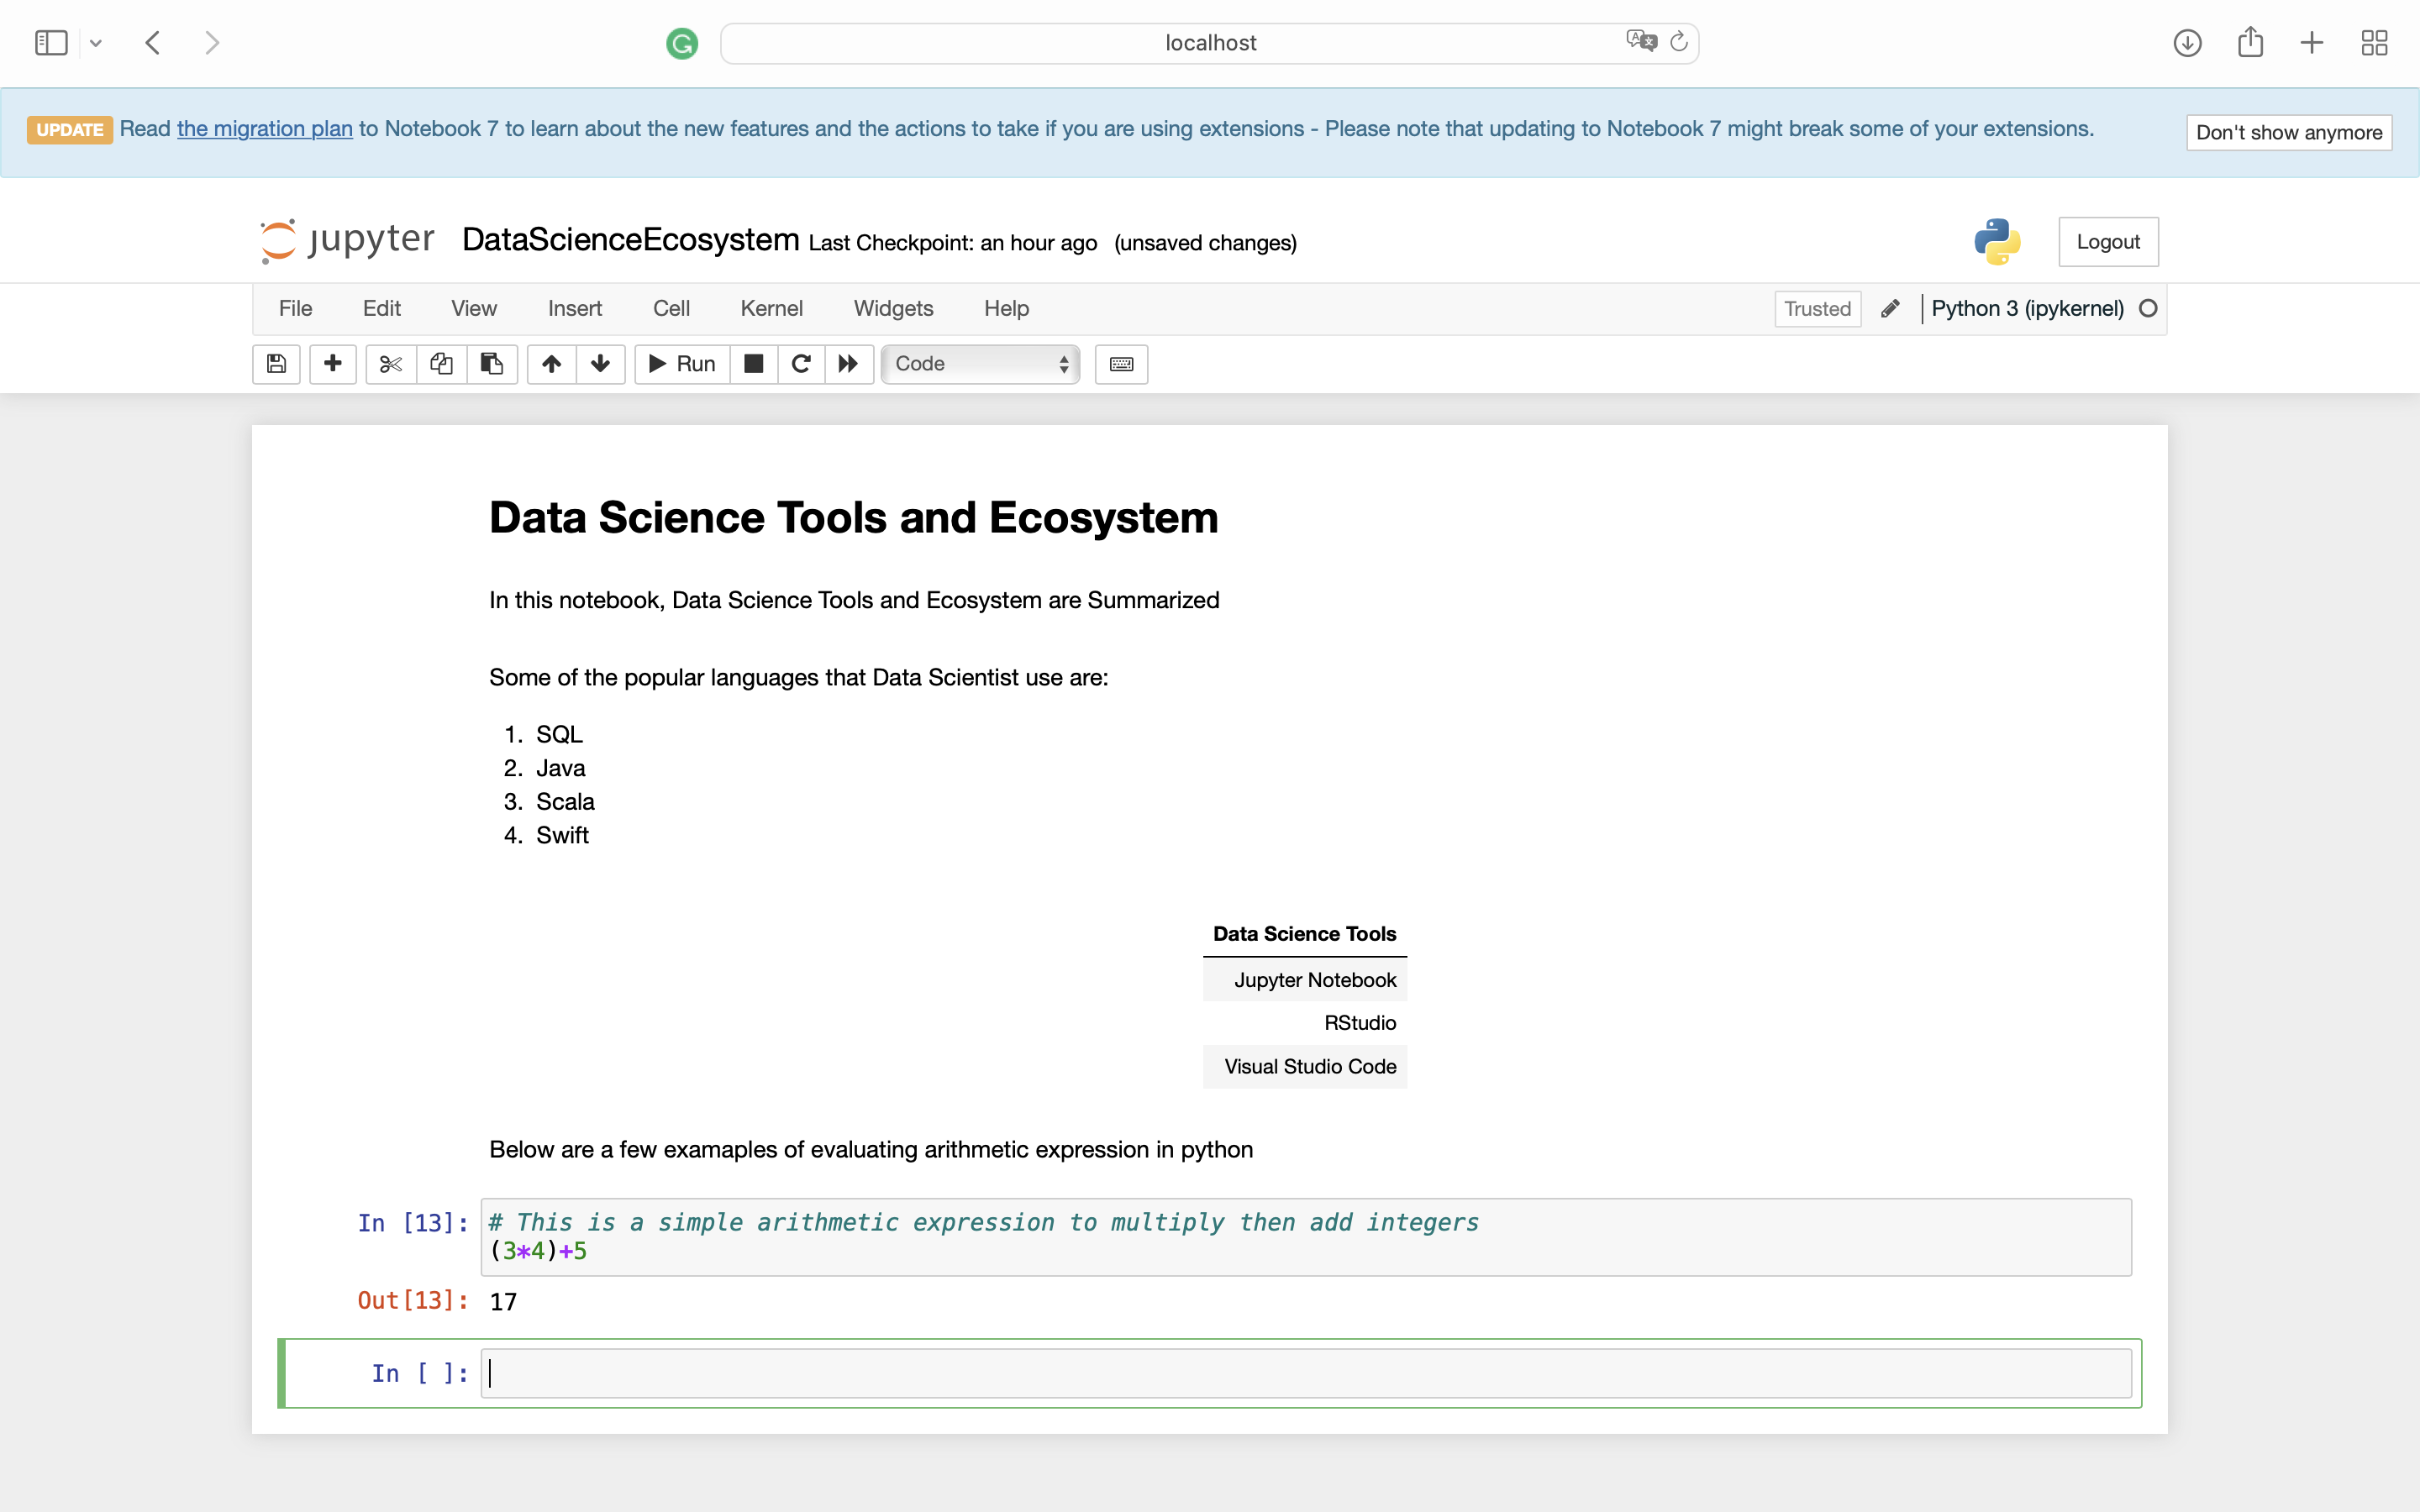 localhost
UPDATE Read the migration plan to Notebook 7 to learn about the new features and the actions to take if you are using extensions - Please note that updating to Notebook 7 might break some of your extensions. Don't show anymore
jupyter DataScienceEcosystem Last Checkpoint: an hour ago (unsaved changes) Logout
File Edit View Insert Cell Kernel Widgets Help Trusted Python 3 (ipykernel)
Run Code
Data Science Tools and Ecosystem
In this notebook, Data Science Tools and Ecosystem are Summarized
Some of the popular languages that Data Scientist use are:
1. SQL
2. Java
3. Scala
4. Swift
Data Science Tools
Jupyter Notebook
RStudio
Visual Studio Code
Below are a few examaples of evaluating arithmetic expression in python
In [13]: # This is a simple arithmetic expression to multiply then add integers
(3*4)+5
Out[13]: 17
In [ ]: